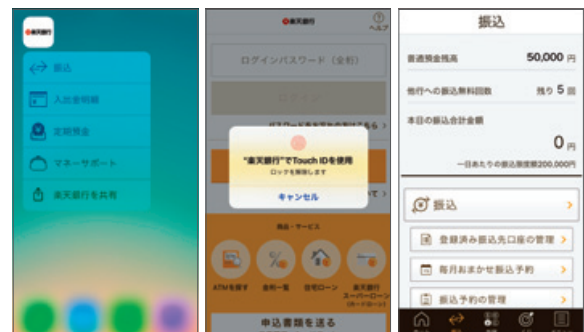 楽天銀行
振込
入出金明細
定期預金
マネーサポート
楽天銀行を共有
楽天銀行
ヘルプ
ログインパスワード（全桁）
ログイン
"楽天銀行"でTouch IDを使用
ロックを解除します
キャンセル
商品・サービス
ATMを探す
金利一覧
住宅ローン
楽天銀行
スーパーローン
(カードローン)
申込書類を送る
振込
普通預金残高
50,000 円
他行への振込無料回数
残り 5 回
本日の振込合計金額
0 円
一日あたりの振込限度額200,000円
振込
登録済み振込先口座の管理
毎月おまかせ振込予約
振込予約の管理